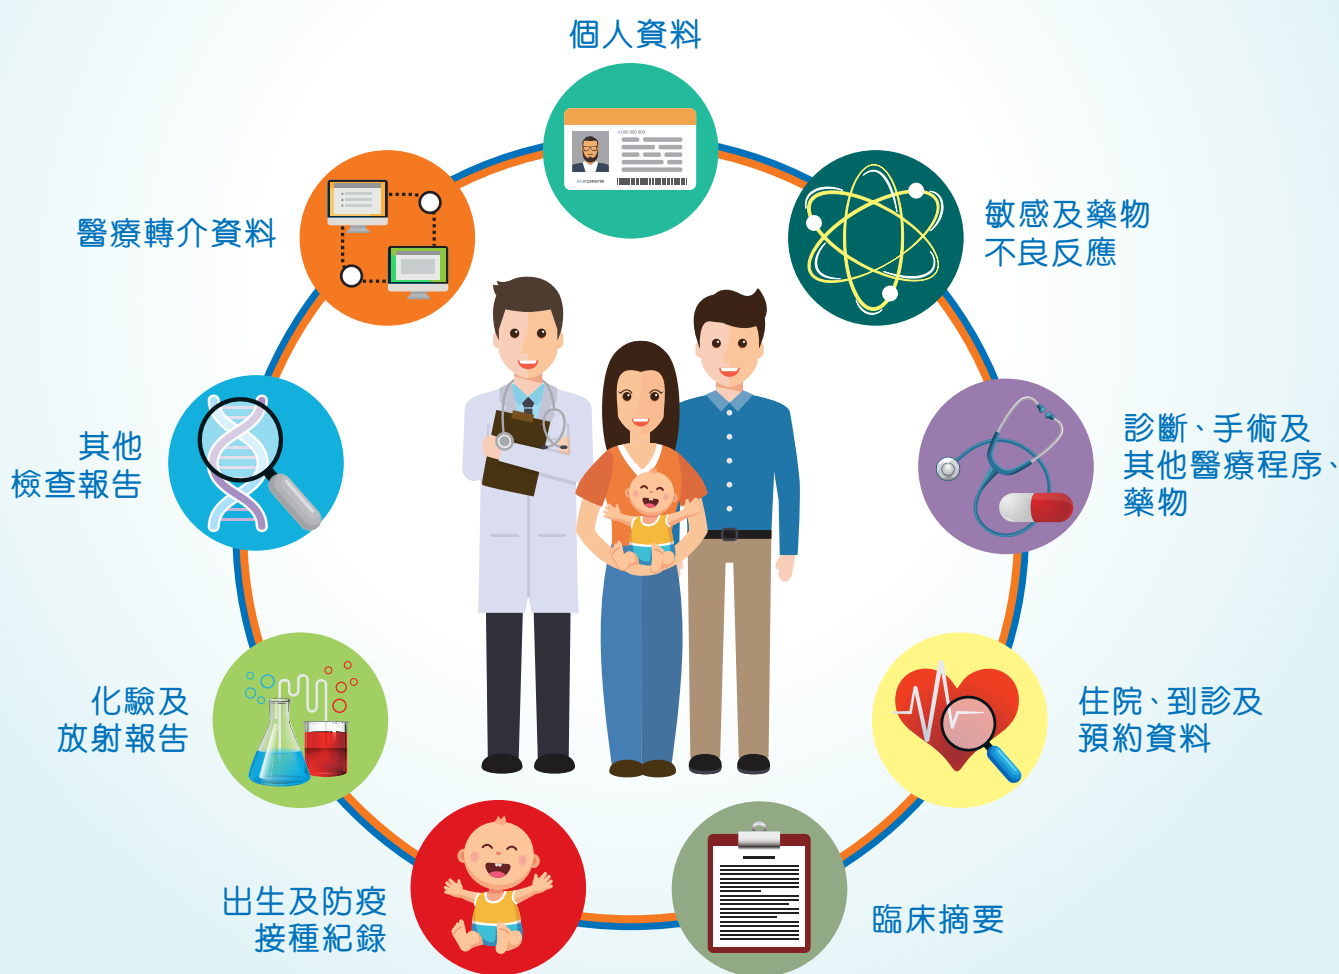 個人資料
A 000 000 000
敏感及藥物
不良反應
診斷、手術及
其他醫療程序、
藥物
住院、到診及
預約資料
臨床摘要
出生及防疫
接種紀錄
化驗及
放射報告
其他
檢查報告
醫療轉介資料